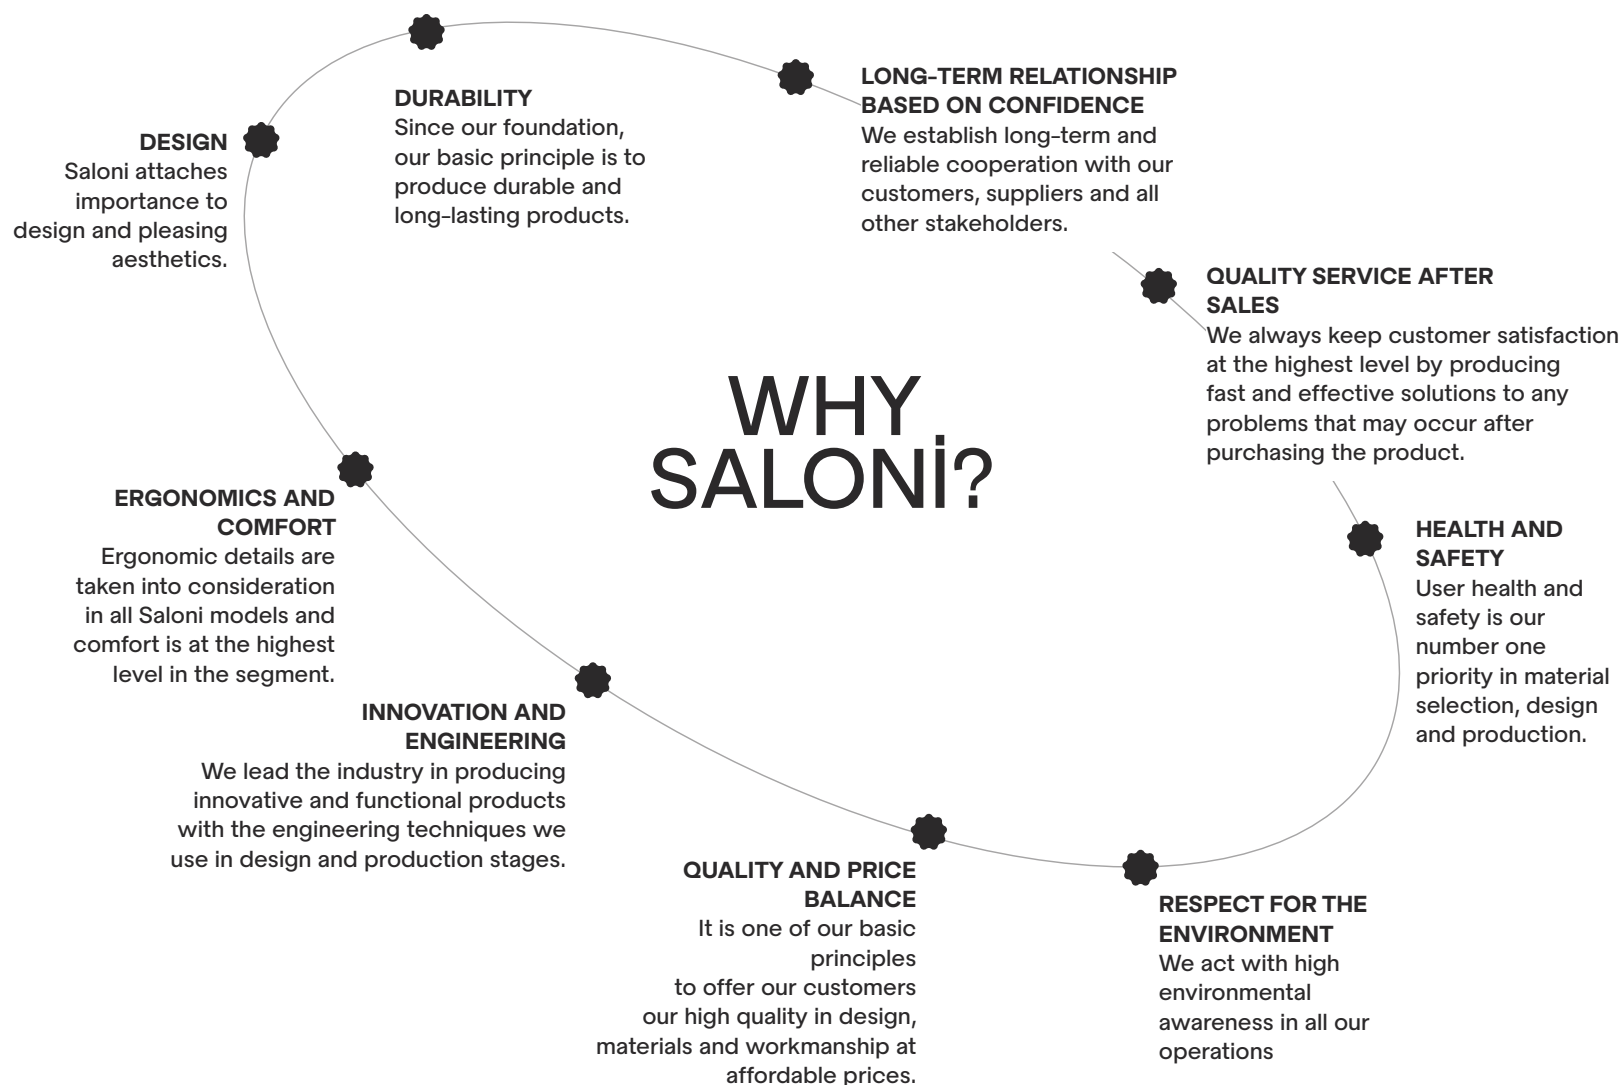 DURABILITY
Since our foundation,
our basic principle is to
produce durable and
long-lasting products.
LONG-TERM RELATIONSHIP
BASED ON CONFIDENCE
We establish long-term and
reliable cooperation with our
customers, suppliers and all
other stakeholders.
DESIGN
Saloni attaches
importance to
design and pleasing
aesthetics.
QUALITY SERVICE AFTER
SALES
We always keep customer satisfaction
at the highest level by producing
fast and effective solutions to any
problems that may occur after
purchasing the product.
WHY
SALONİ?
ERGONOMICS AND
COMFORT
Ergonomic details are
taken into consideration
in all Saloni models and
comfort is at the highest
level in the segment.
HEALTH AND
SAFETY
User health and
safety is our
number one
priority in material
selection, design
and production.
INNOVATION AND
ENGINEERING
We lead the industry in producing
innovative and functional products
with the engineering techniques we
use in design and production stages.
QUALITY AND PRICE
BALANCE
It is one of our basic
principles
to offer our customers
our high quality in design,
materials and workmanship at
affordable prices.
RESPECT FOR THE
ENVIRONMENT
We act with high
environmental
awareness in all our
operations